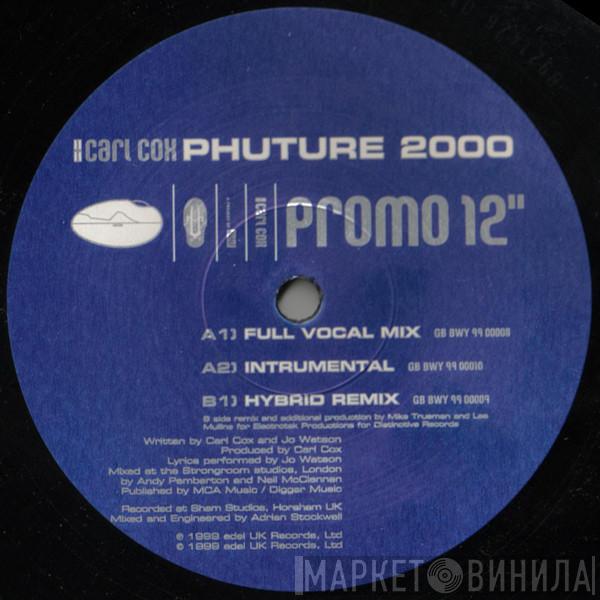 carl cox PHUTURE 2000
CARL COX
promo 12"
A1) FULL VOCAL MIX GB BWY 99 00008
A2) INTRUMENTAL GB BWY 99 00010
B1) HYBRID REMIX GB BWY 99 00009
B side remix and additional production by Mike Trueman and Lee
Mullins for Electrotek Productions for Distinctive Records
Written by Carl Cox and Jo Watson
Produced by Carl Cox
Lyrics performed by Jo Watson
Mixed at the Strongroom studios, London
by Andy Pemberton and Neil McClennan
Published by MCA Music / Digger Music
Recorded at Sham Studios, Horsham UK
Mixed and Engineered by Adrian Stockwell
℗ 1999 edel UK Records, Ltd
© 1999 edel UK Records, Ltd
МАРКЕТ ВИНИЛА